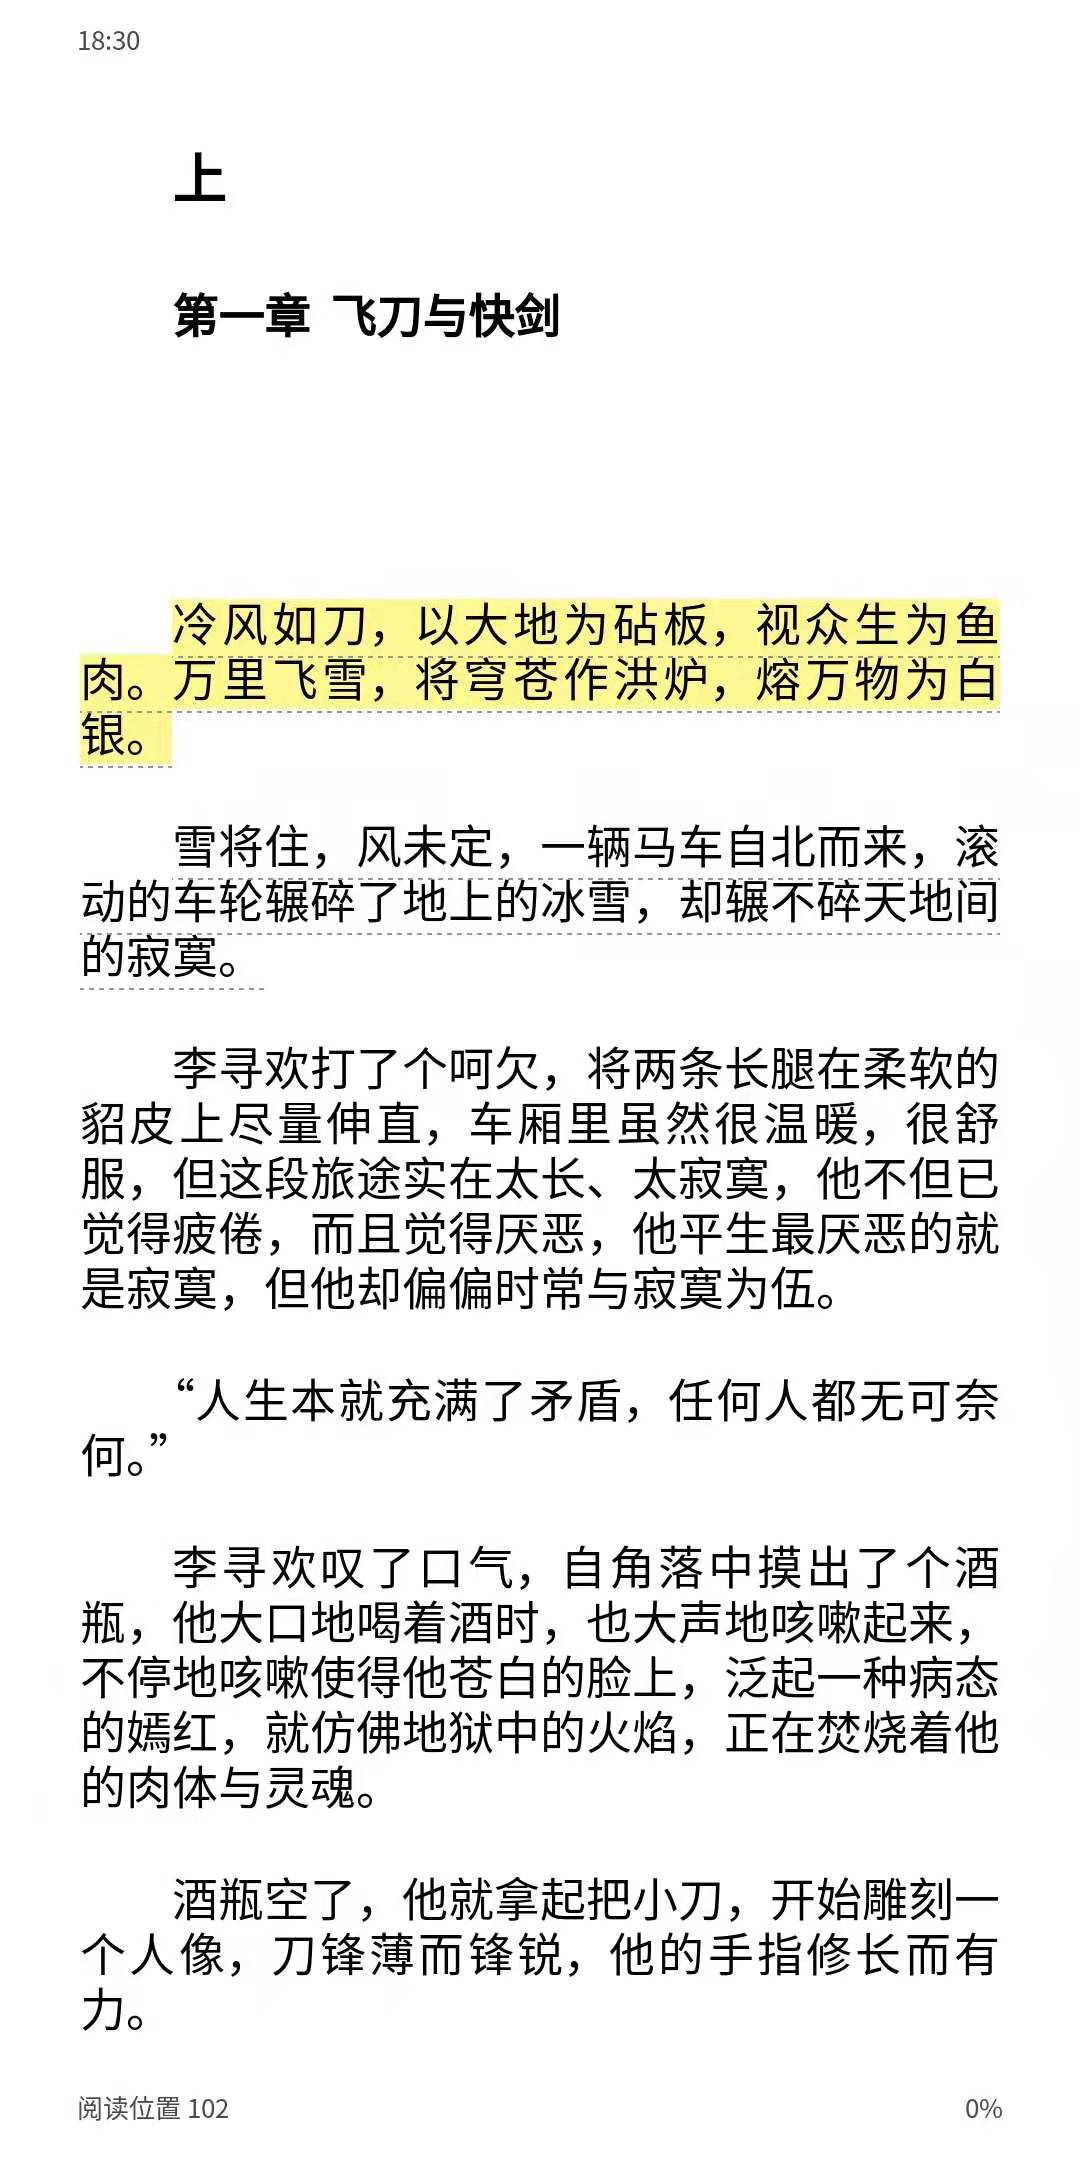 18:30
上
第一章 飞刀与快剑
冷风如刀，以大地为砧板，视众生为鱼
肉。万里飞雪，将穹苍作洪炉，熔万物为白
银。
雪将住，风未定，一辆马车自北而来，滚
动的车轮辗碎了地上的冰雪，却辗不碎天地间
的寂寞。
李寻欢打了个呵欠，将两条长腿在柔软的
貂皮上尽量伸直，车厢里虽然很温暖，很舒
服，但这段旅途实在太长、太寂寞，他不但已
觉得疲倦，而且觉得厌恶，他平生最厌恶的就
是寂寞，但他却偏偏时常与寂寞为伍。
“人生本就充满了矛盾，任何人都无可奈
何。”
李寻欢叹了口气，自角落中摸出了个酒
瓶，他大口地喝着酒时，也大声地咳嗽起来，
不停地咳嗽使得他苍白的脸上，泛起一种病态
的嫣红，就仿佛地狱中的火焰，正在焚烧着他
的肉体与灵魂。
酒瓶空了，他就拿起把小刀，开始雕刻一
个人像，刀锋薄而锋锐，他的手指修长而有
力。
阅读位置 102
0%